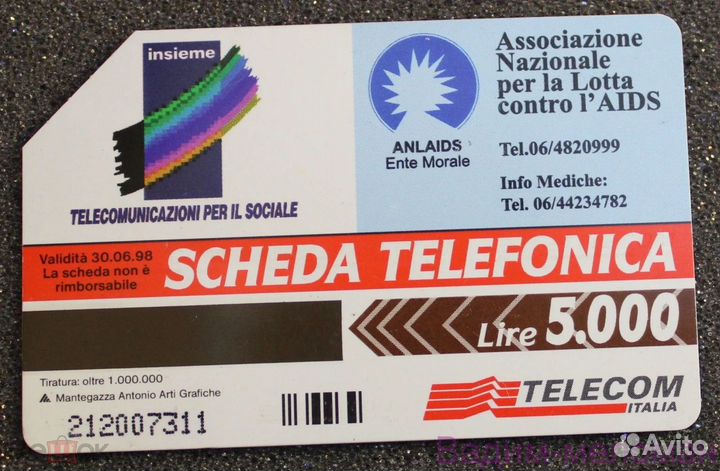 insieme
TELECOMUNICAZIONI PER IL SOCIALE
ANLAIDS
Ente Morale
Associazione
Nazionale
per la Lotta
contro l'AIDS
Tel.06/4820999
Info Mediche:
Tel. 06/44234782
Validità 30.06.98
La scheda non è
rimborsabile
SCHEDA TELEFONICA
Lire 5.000
Tiratura: oltre 1.000.000
Mantegazza Antonio Arti Grafiche
212007311
TELECOM
ITALIA
Avito